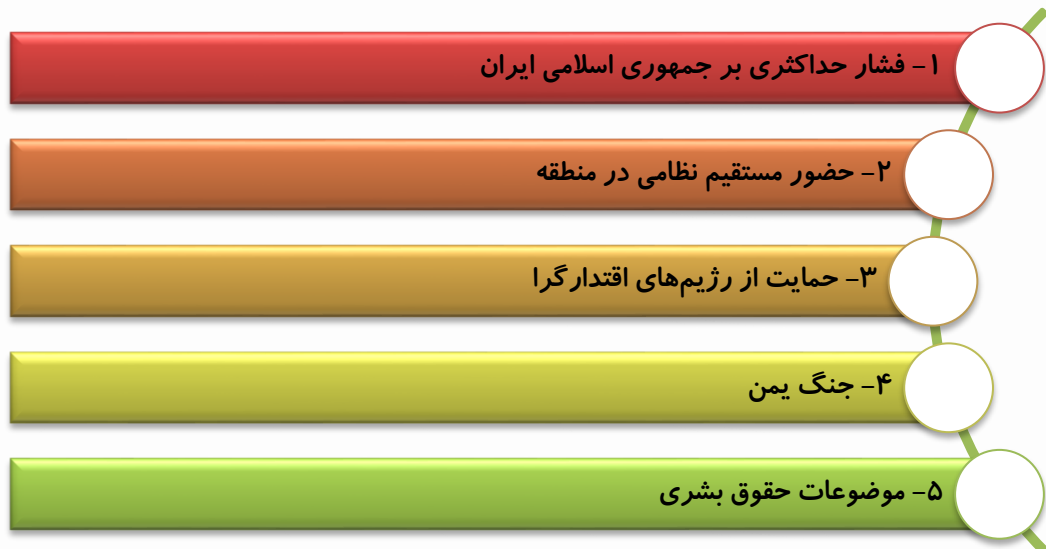 ۱- فشار حداکثری بر جمهوری اسلامی ایران
۲- حضور مستقیم نظامی در منطقه
۳- حمایت از رژیم‌های اقتدارگرا
۴- جنگ یمن
۵- موضوعات حقوق بشری